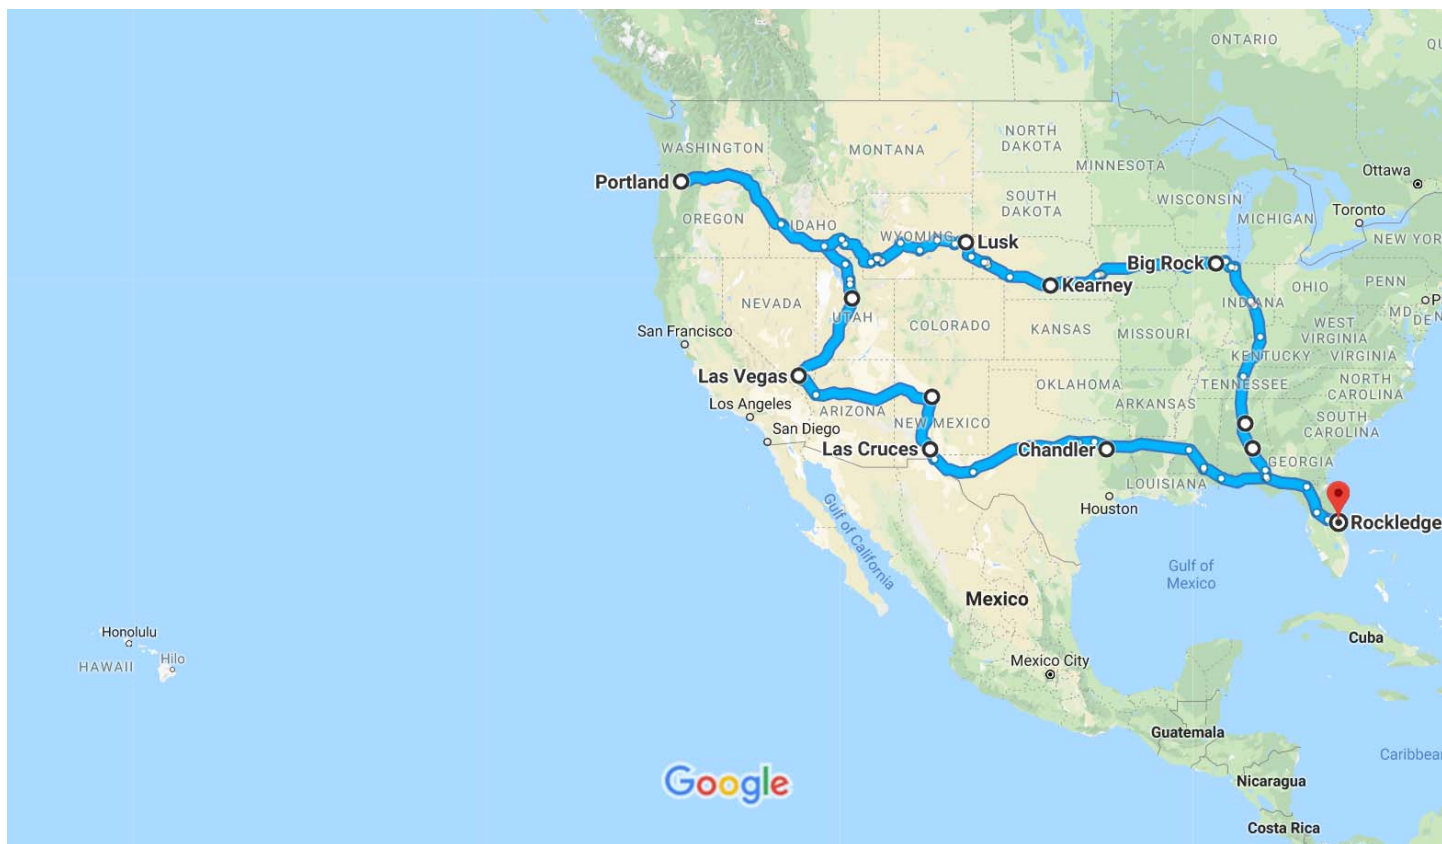 ONTARIO
QU
NORTH
DAKOTA
WASHINGTON
MONTANA
MINNESOTA
Ottawa
Portland
SOUTH
DAKOTA
WISCONSIN
MICHIGAN
Toronto
OREGON
IDAHO
WYOMING
Lusk
NEW YOR
Big Rock
Kearney
OHIO
PENN
NEVADA
UTAH
INDIANA
P
MD
DE
N
San Francisco
COLORADO
KANSAS
MISSOURI
WEST
VIRGINIA
KENTUCKY
VIRGINIA
Las Vegas
OKLAHOMA
TENNESSEE
NORTH
CAROLINA
Los Angeles
ARIZONA
NEW MEXICO
ARKANSAS
SOUTH
CAROLINA
San Diego
Las Cruces
Chandler
GEORGIA
LOUISIANA
Houston
Rockledge
Gulf of California
Gulf of
Mexico
Mexico
Honolulu
HAWAII
Hilo
Cuba
Mexico City
Guatemala
Caribbean
Google
Nicaragua
Costa Rica